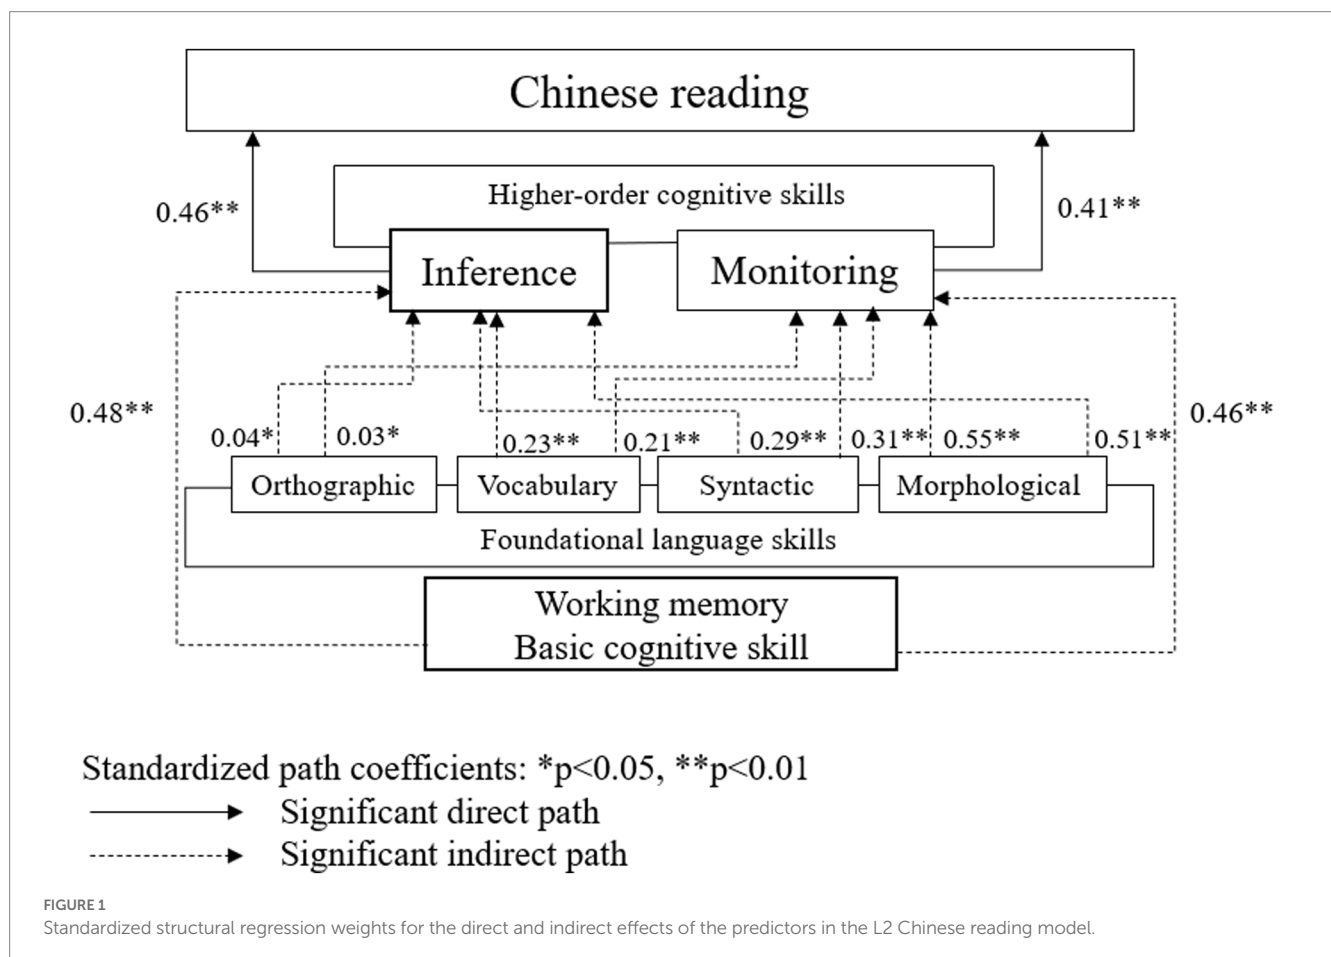 Chinese reading
Higher-order cognitive skills
0.46**
0.41**
Inference
Monitoring
0.48**
0.46**
0.04*
0.03*
0.23**
0.21**
0.29**
0.31**
0.55**
0.51**
Orthographic
Vocabulary
Syntactic
Morphological
Foundational language skills
Working memory
Basic cognitive skill
Standardized path coefficients: *p<0.05, **p<0.01
Significant direct path
Significant indirect path
FIGURE 1
Standardized structural regression weights for the direct and indirect effects of the predictors in the L2 Chinese reading model.